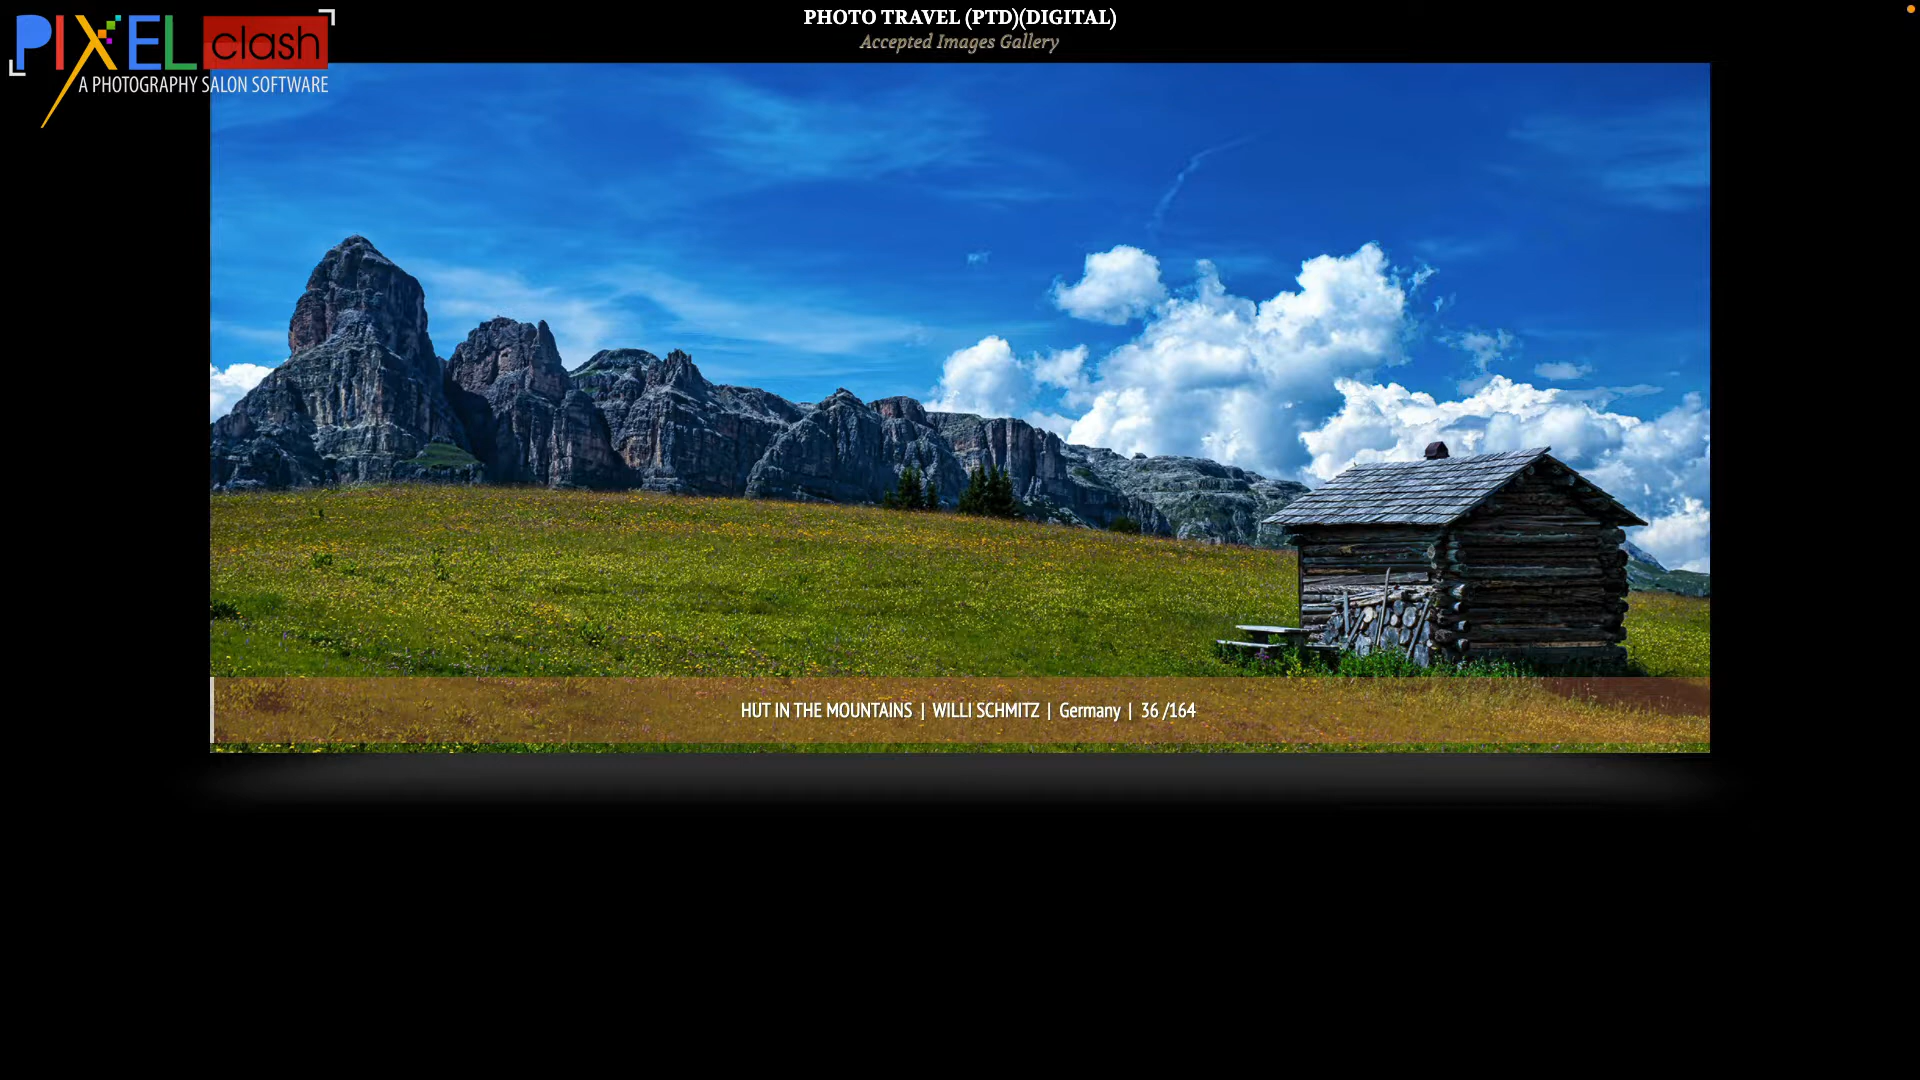 PIXEL clash
A PHOTOGRAPHY SALON SOFTWARE
PHOTO TRAVEL (PTD)(DIGITAL)
Accepted Images Gallery
HUT IN THE MOUNTAINS | WILLI SCHMITZ | Germany | 36 /164